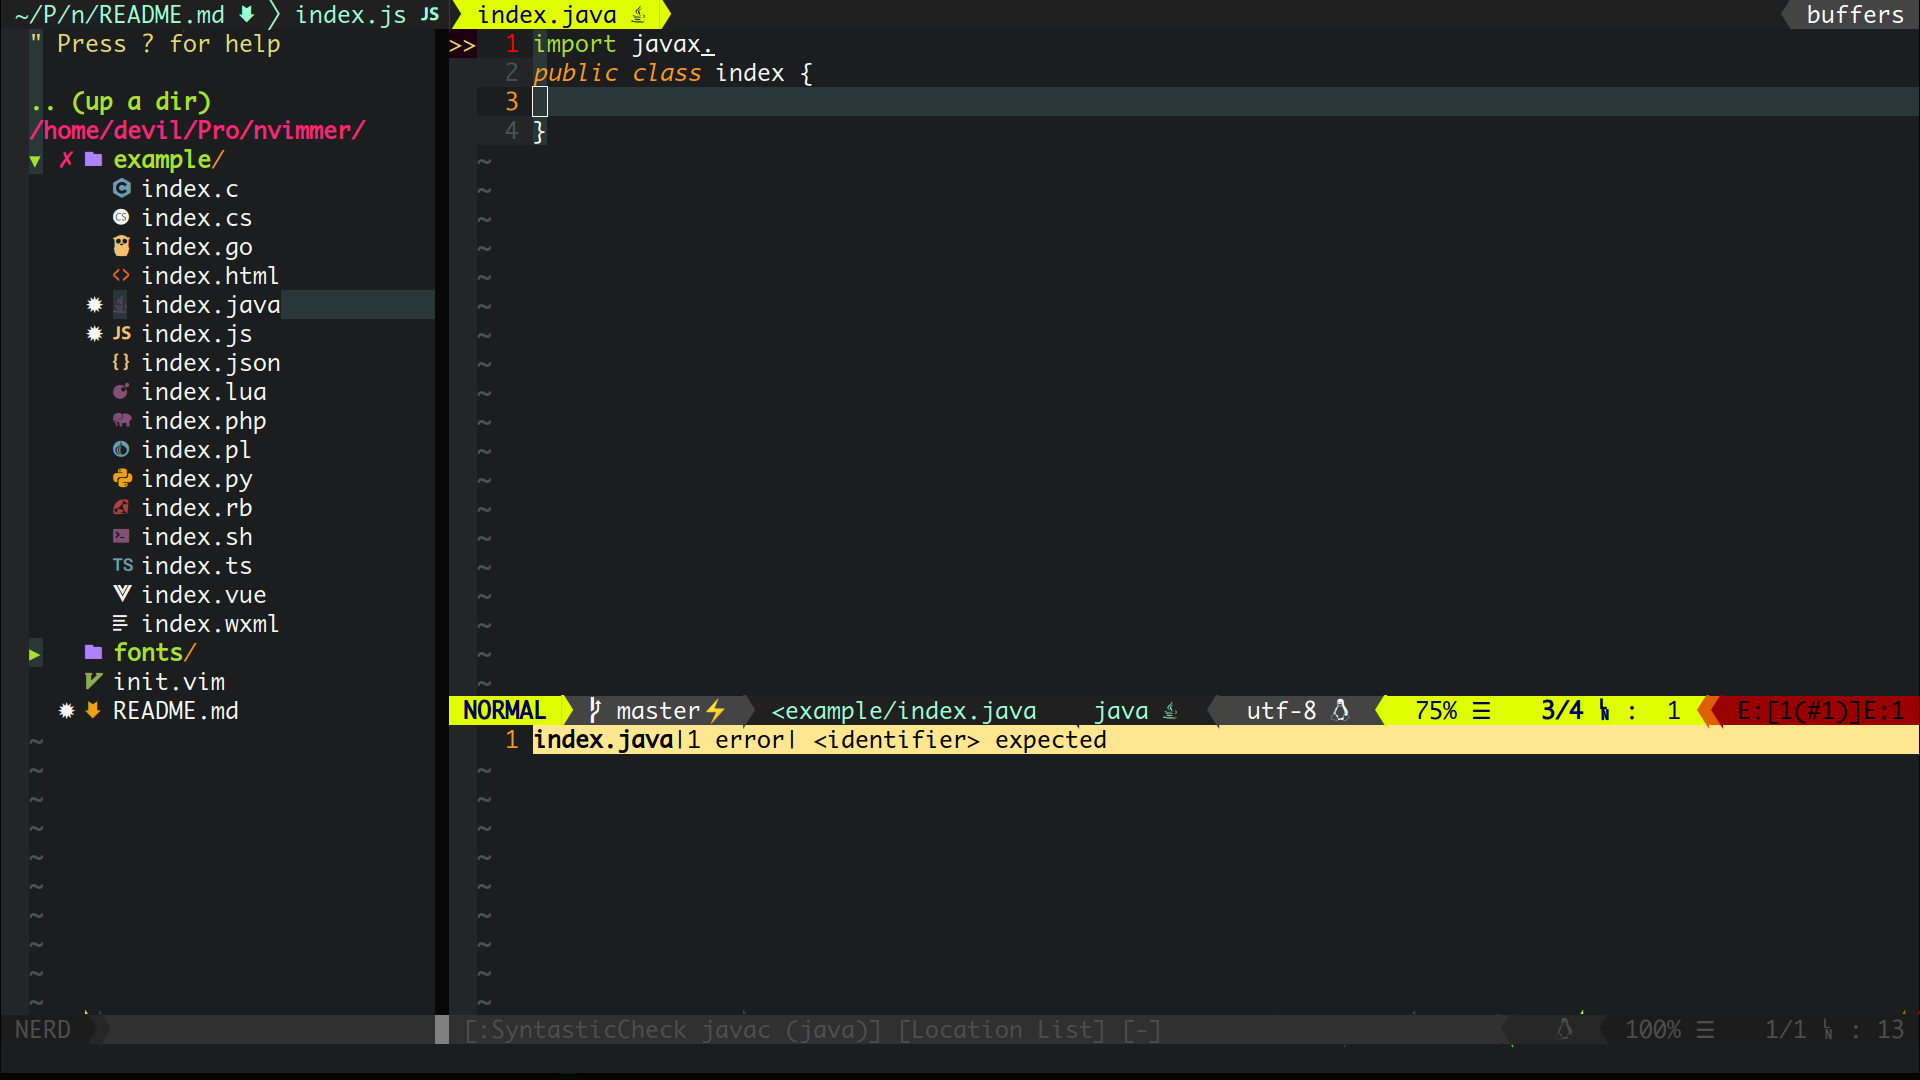 ~/P/n/README.md index.js JS index.java buffers
" Press ? for help
.. (up a dir)
/home/devil/Pro/nvimmer/
▼ ✗ example/
index.c
index.cs
index.go
index.html
✹ index.java
✹ JS index.js
{} index.json
index.lua
index.php
index.pl
index.py
index.rb
index.sh
TS index.ts
index.vue
index.wxml
▶ fonts/
init.vim
✹ README.md
>> 1 import javax.
2 public class index {
3
4 }
NORMAL master⚡ <example/index.java java utf-8 75% ☰ 3/4 LN : 1 E:[1(#1)]E:1
1 index.java|1 error| <identifier> expected
NERD [:SyntasticCheck javac (java)] [Location List] [-] 100% ☰ 1/1 LN : 13